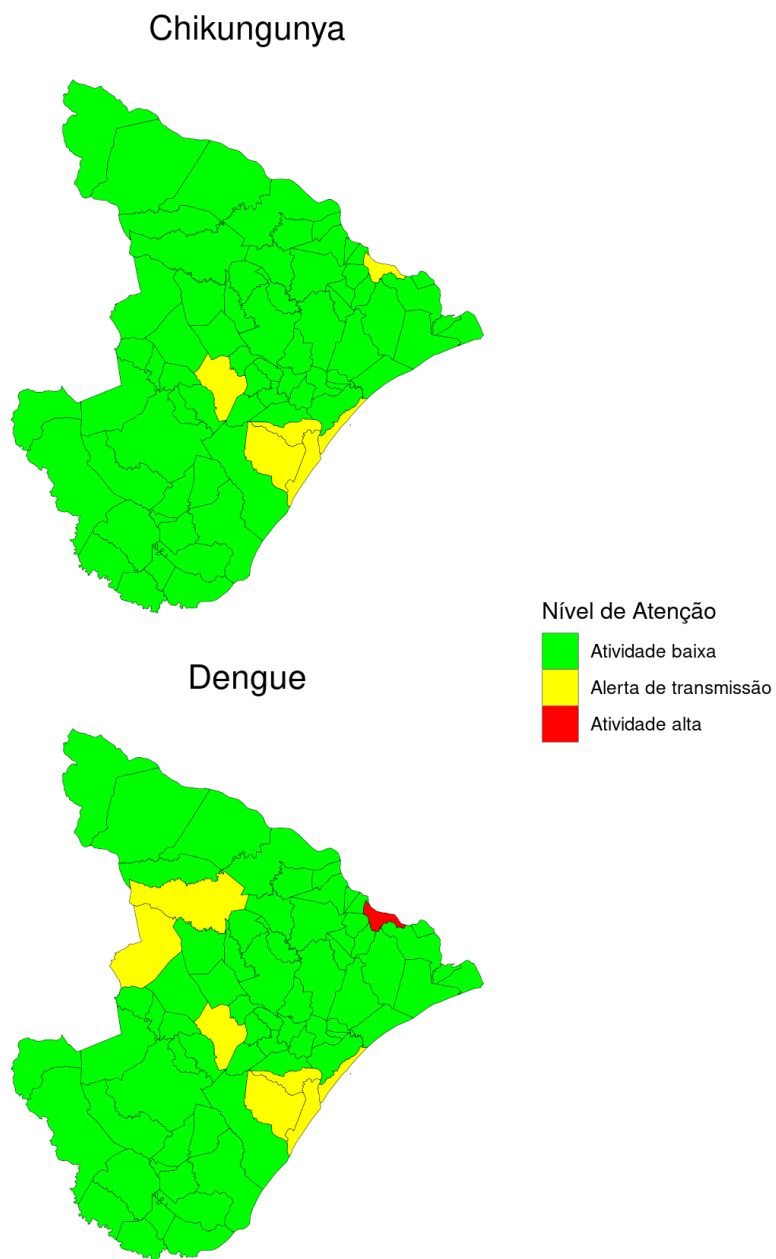 Chikungunya
Nível de Atenção
Atividade baixa
Alerta de transmissão
Atividade alta
Dengue